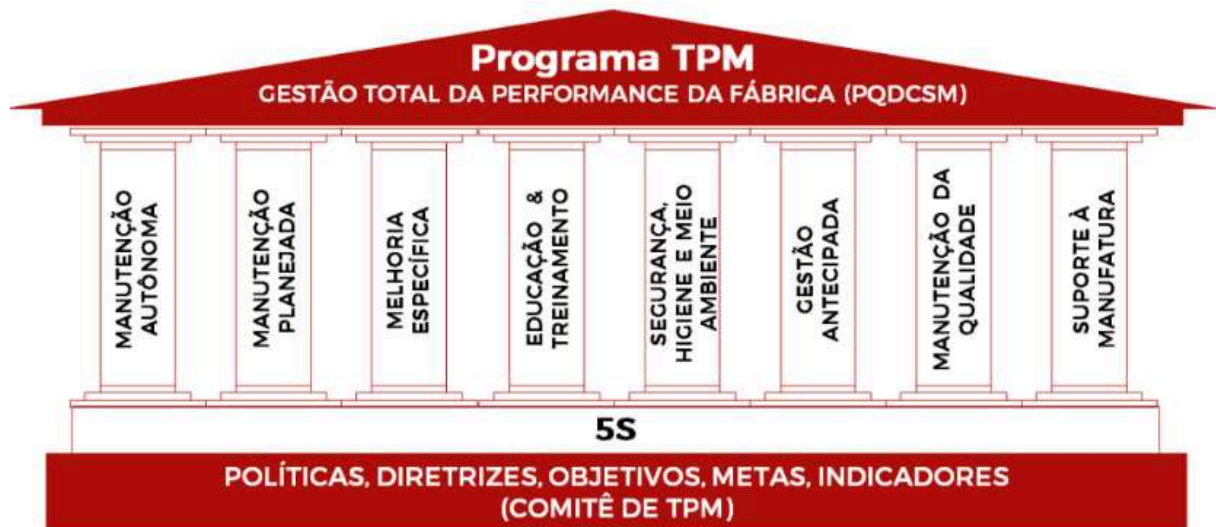 Programa TPM
GESTÃO TOTAL DA PERFORMANCE DA FÁBRICA (PQDCSM)
MANUTENÇÃO
AUTÔNOMA
MANUTENÇÃO
PLANEJADA
MELHORIA
ESPECÍFICA
EDUCAÇÃO &
TREINAMENTO
SEGURANÇA,
HIGIENE E MEIO
AMBIENTE
GESTÃO
ANTECIPADA
MANUTENÇÃO DA
QUALIDADE
SUPORTE À
MANUFATURA
5S
POLÍTICAS, DIRETRIZES, OBJETIVOS, METAS, INDICADORES
(COMITÊ DE TPM)